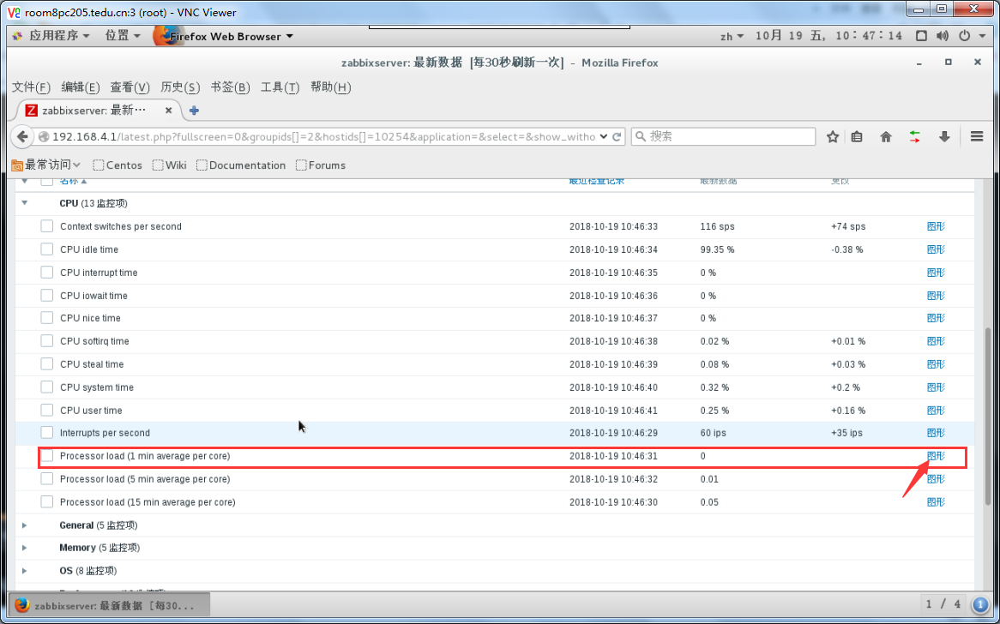 room8pc205.tedu.cn:3 (root) - VNC Viewer
应用程序 位置 Firefox Web Browser zh 10月 19 五, 10∶47∶14
zabbixserver: 最新数据 [每30秒刷新一次] - Mozilla Firefox
文件(F) 编辑(E) 查看(V) 历史(S) 书签(B) 工具(T) 帮助(H)
zabbixserver: 最新···
192.168.4.1/latest.php?fullscreen=0&groupids[]=2&hostids[]=10254&application=&select=&show_witho 搜索
最常访问 Centos Wiki Documentation Forums
名称 最近检查记录 最新数据 更改
CPU (13 监控项)
Context switches per second 2018-10-19 10:46:33 116 sps +74 sps 图形
CPU idle time 2018-10-19 10:46:34 99.35 % -0.38 % 图形
CPU interrupt time 2018-10-19 10:46:35 0 % 图形
CPU iowait time 2018-10-19 10:46:36 0 % 图形
CPU nice time 2018-10-19 10:46:37 0 % 图形
CPU softirq time 2018-10-19 10:46:38 0.02 % +0.01 % 图形
CPU steal time 2018-10-19 10:46:39 0.08 % +0.03 % 图形
CPU system time 2018-10-19 10:46:40 0.32 % +0.2 % 图形
CPU user time 2018-10-19 10:46:41 0.25 % +0.16 % 图形
Interrupts per second 2018-10-19 10:46:29 60 ips +35 ips 图形
Processor load (1 min average per core) 2018-10-19 10:46:31 0 图形
Processor load (5 min average per core) 2018-10-19 10:46:32 0.01 图形
Processor load (15 min average per core) 2018-10-19 10:46:30 0.05 图形
General (5 监控项)
Memory (5 监控项)
OS (8 监控项)
zabbixserver: 最新数据 [每30... 1 / 4 1